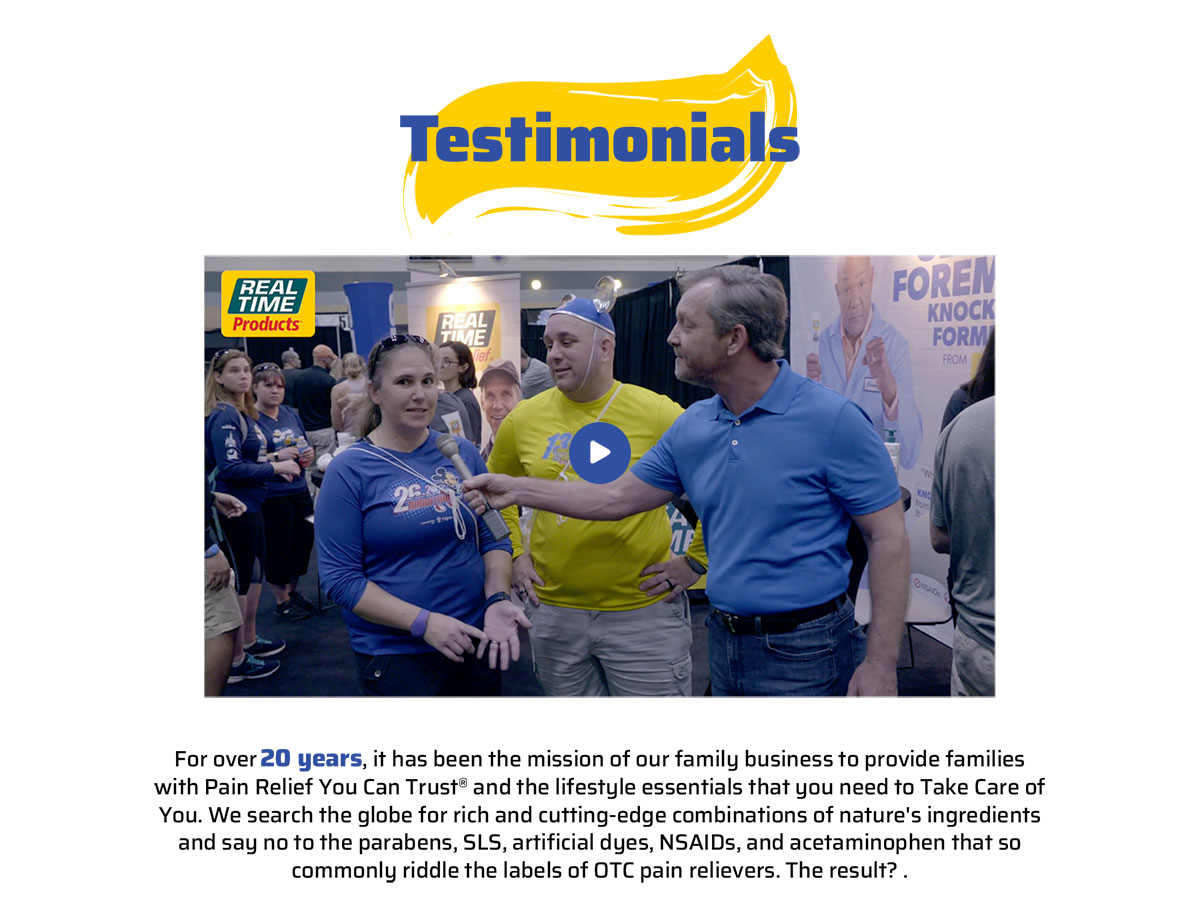 Testimonials
REAL
TIME
Products
REAL
TIME
5
FOREM
KNOCK
FORM
FROM
NSAIDs
For over 20 years, it has been the mission of our family business to provide families
with Pain Relief You Can Trust® and the lifestyle essentials that you need to Take Care of
You. We search the globe for rich and cutting-edge combinations of nature's ingredients
and say no to the parabens, SLS, artificial dyes, NSAIDs, and acetaminophen that so
commonly riddle the labels of OTC pain relievers. The result? .